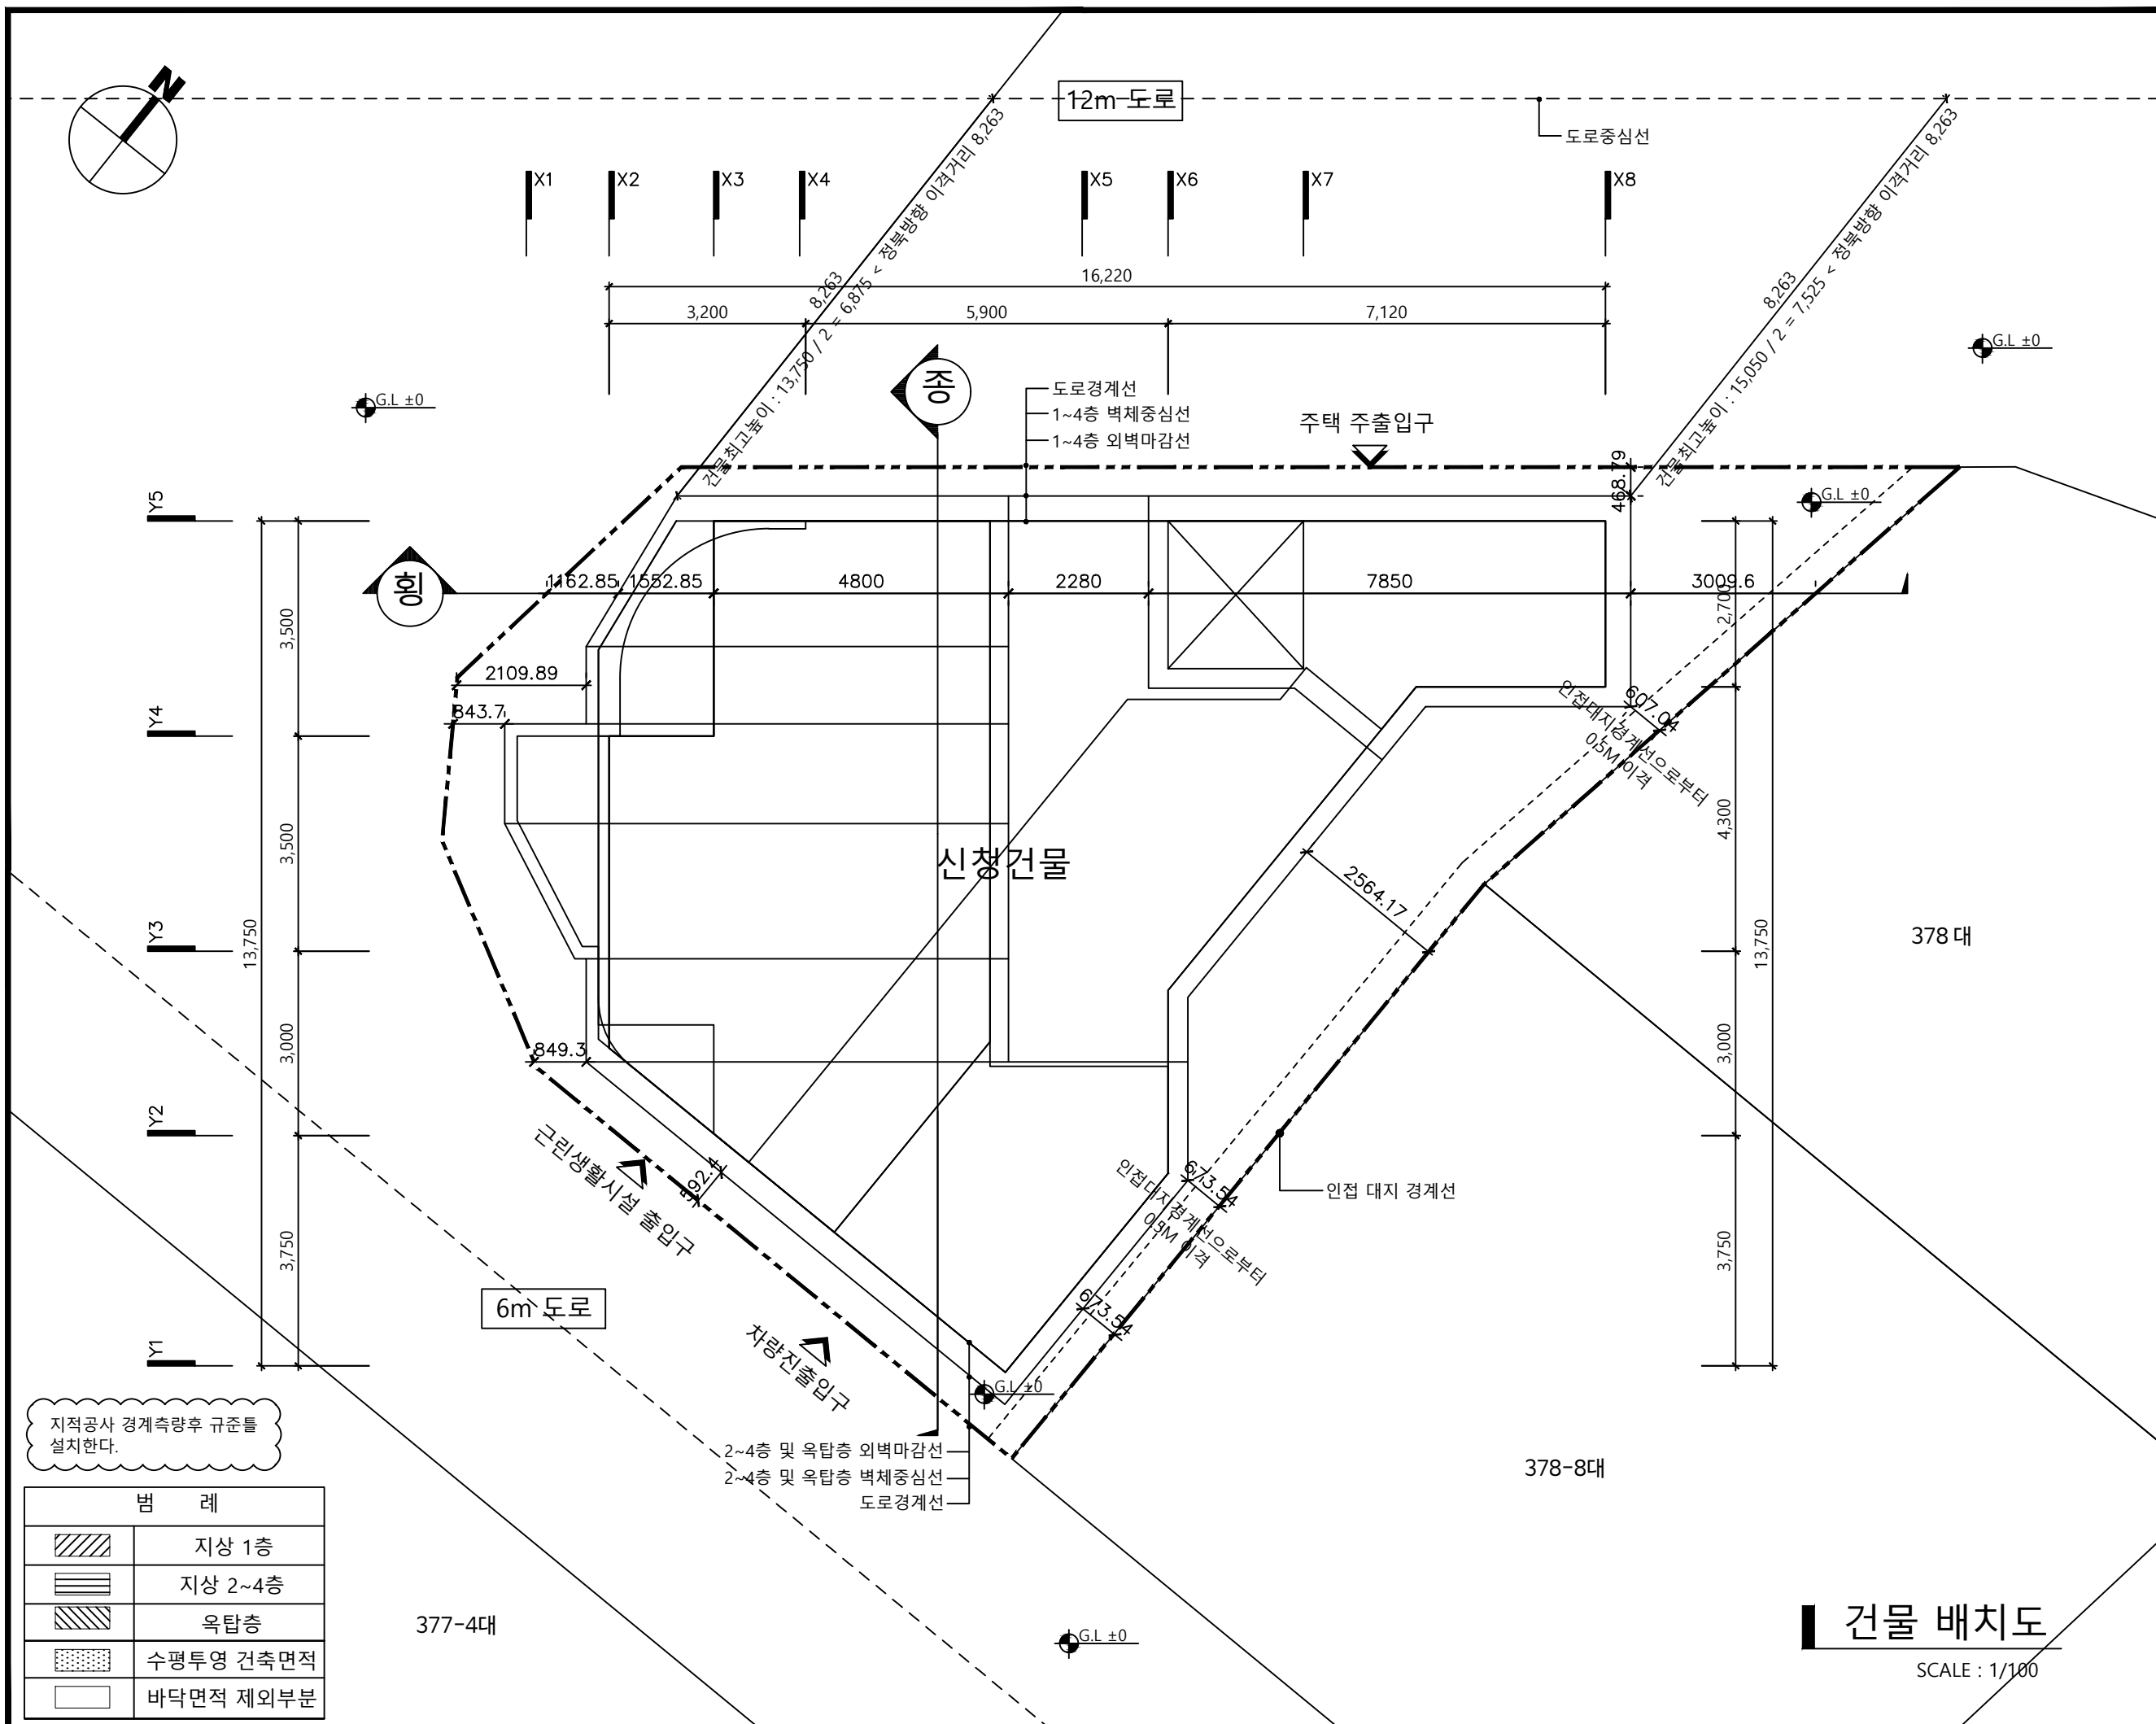 N
12m 도로
도로중심선
X1
X2
X3
X4
X5
X6
X7
X8
16,220
3,200
5,900
7,120
8,263
건물최고높이 : 13,750 / 2 = 6,875 < 정북방향 이격거리 8,263
8,263
건물최고높이 : 15,050 / 2 = 7,525 < 정북방향 이격거리 8,263
G.L ±0
G.L ±0
종
도로경계선
1~4층 벽체중심선
1~4층 외벽마감선
주택 주출입구
468.79
G.L ±0
Y5
횡
1162.85
1552.85
4800
2280
7850
3009.6
3,500
2,700
2109.89
843.7
Y4
607.04
인접대지경계선으로부터
0.5M 이격
3,500
4,300
신청건물
2564.17
378 대
Y3
13,750
13,750
3,000
3,000
849.3
Y2
근린생활시설 출입구
592.4
673.54
인접대지경계선으로부터
0.5M 이격
인접 대지 경계선
3,750
3,750
6m 도로
673.54
차량진출입구
Y1
G.L ±0
지적공사 경계측량후 규준틀
설치한다.
2~4층 및 옥탑층 외벽마감선
2~4층 및 옥탑층 벽체중심선
도로경계선
378-8대
범 례
지상 1층
지상 2~4층
옥탑층
수평투영 건축면적
바닥면적 제외부분
377-4대
G.L ±0
건물 배치도
SCALE : 1/100